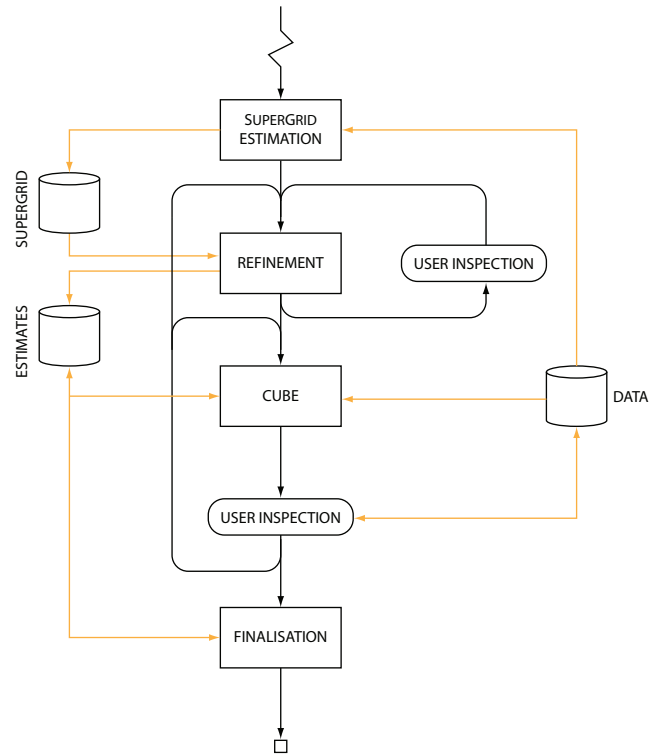 SUPERGRID
ESTIMATION
SUPERGRID
REFINEMENT
USER INSPECTION
ESTIMATES
CUBE
DATA
USER INSPECTION
FINALISATION